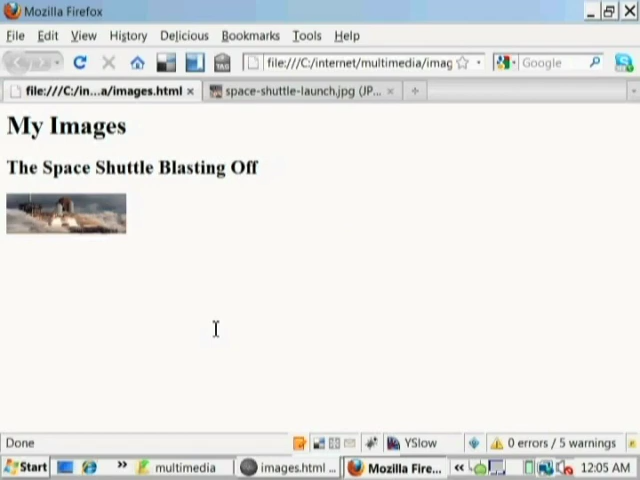 Mozilla Firefox
File Edit View History Delicious Bookmarks Tools Help
file:///C:/internet/multimedia/imag Google
file:///C:/in...a/images.html space-shuttle-launch.jpg (JP...
My Images
The Space Shuttle Blasting Off
Done YSlow 0 errors / 5 warnings
Start multimedia images.html ... Mozilla Fire... 12:05 AM